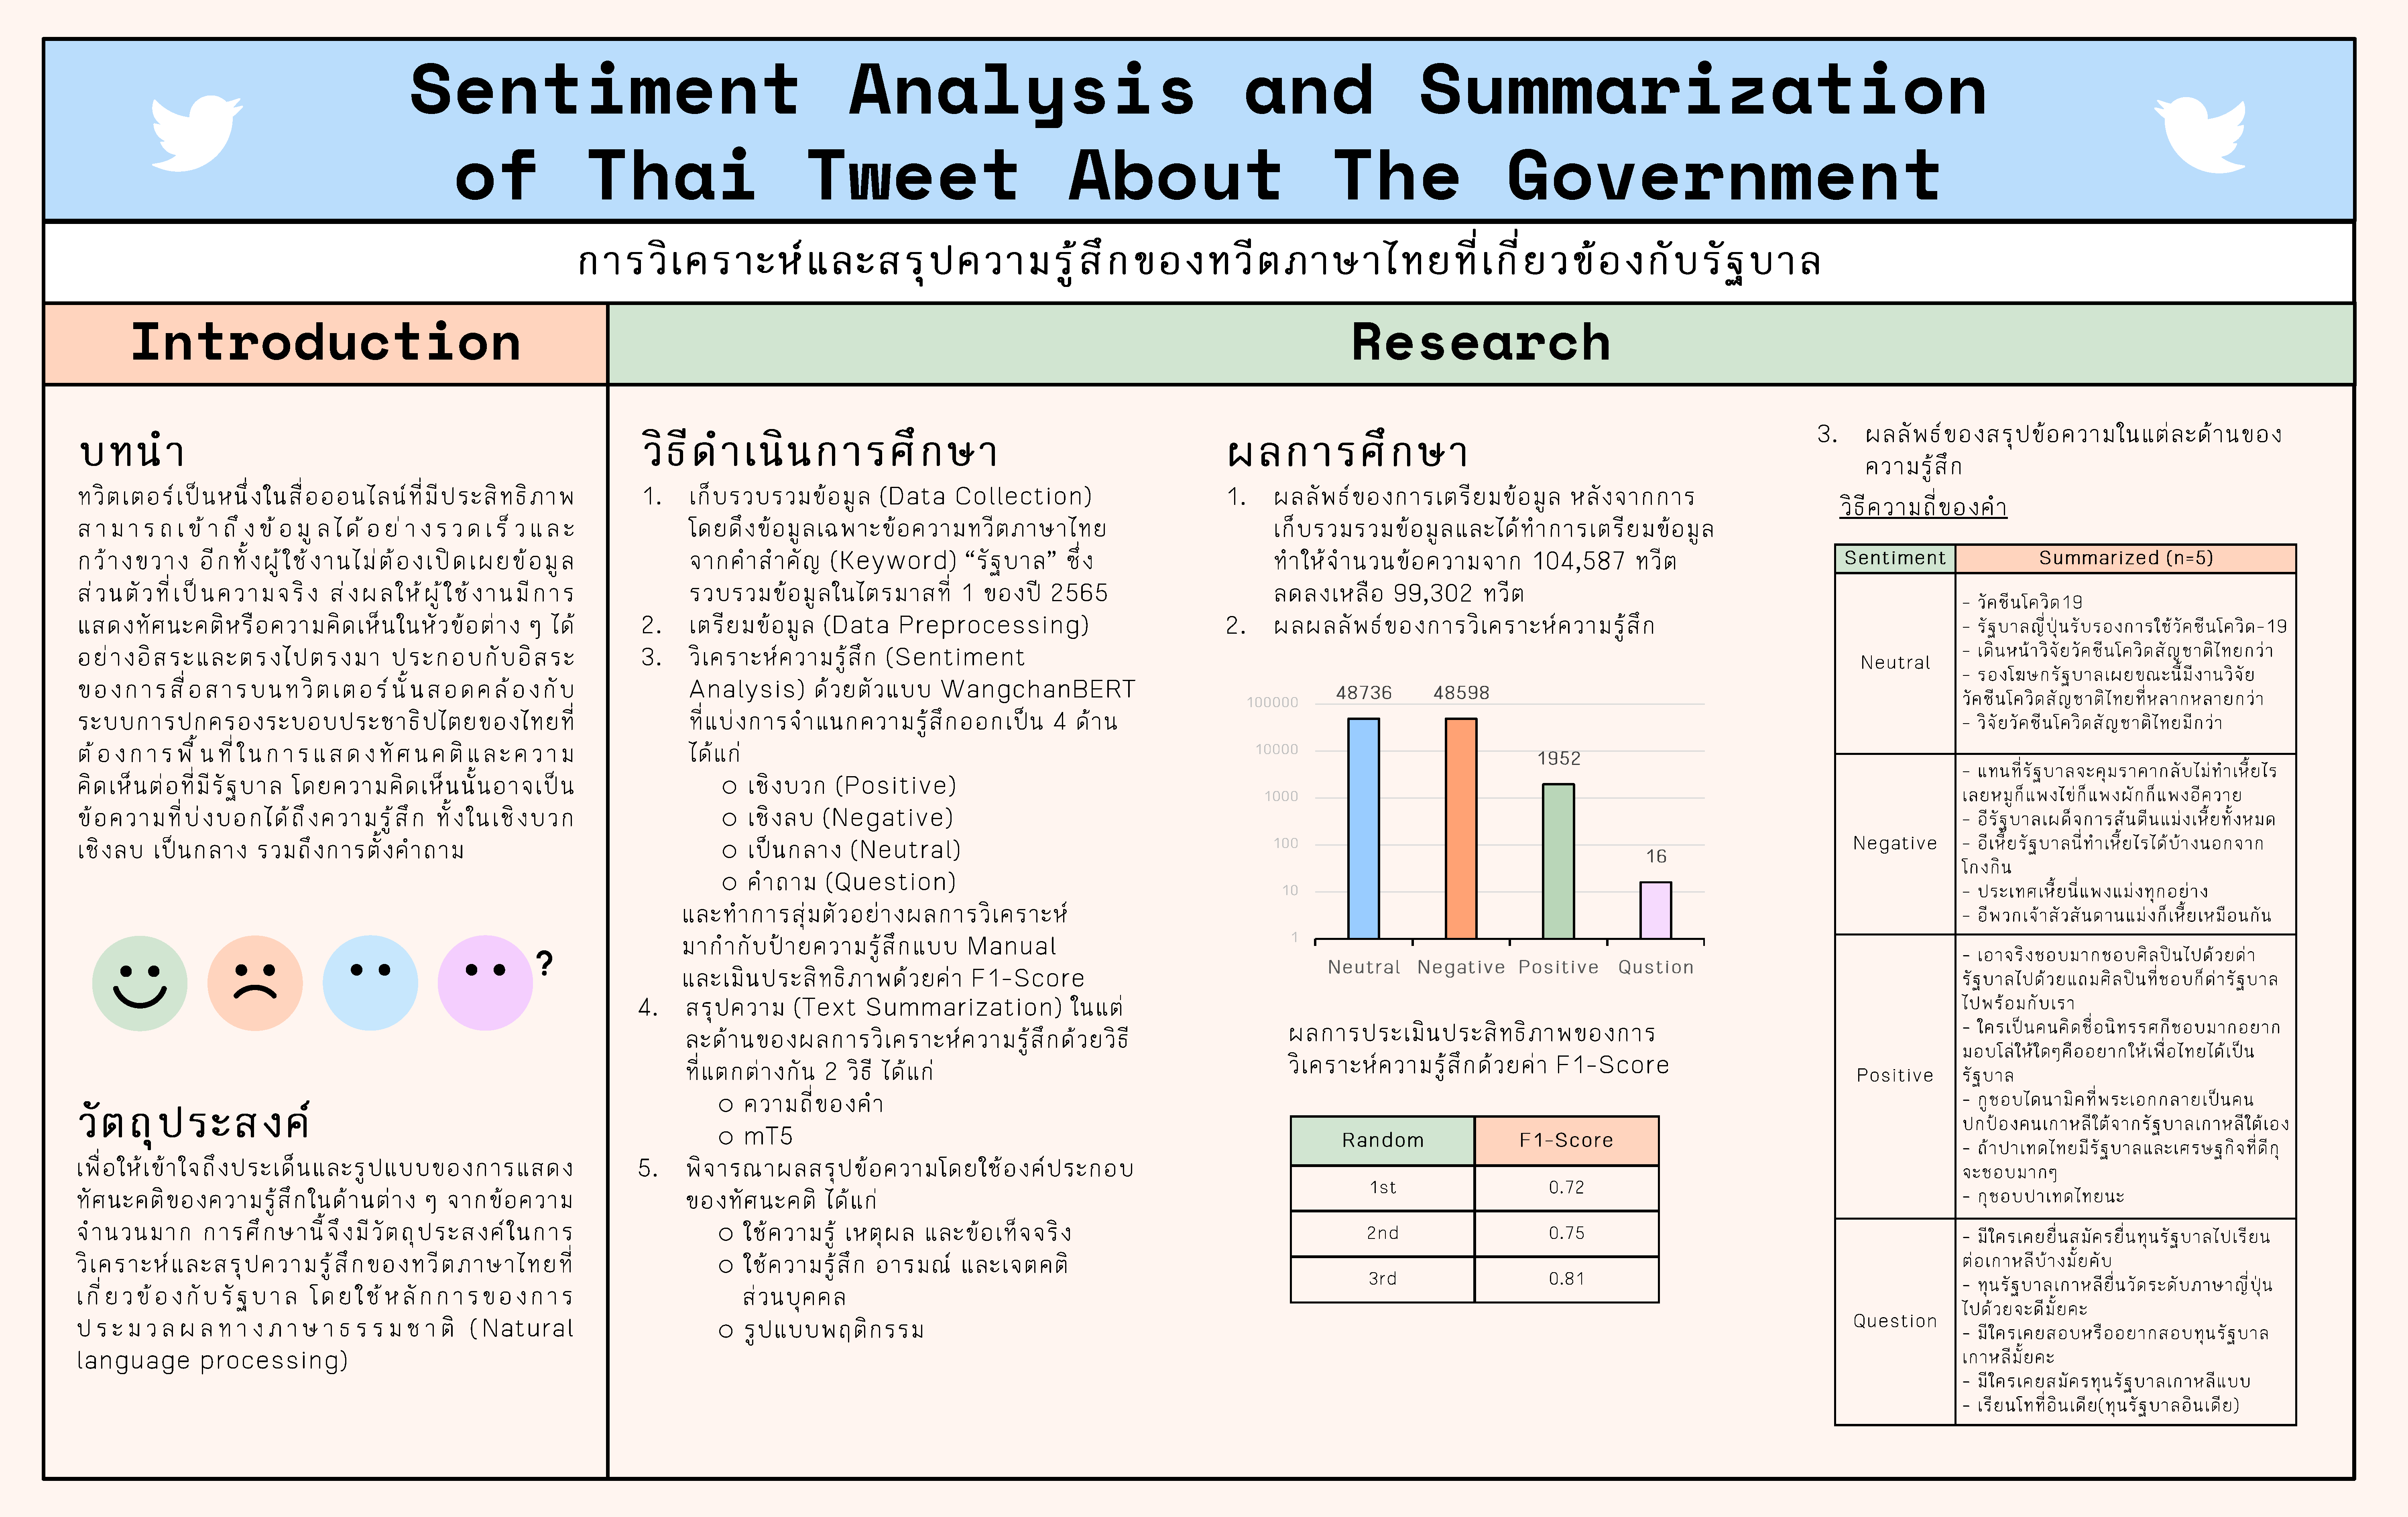 Sentiment Analysis and Summarization
of Thai Tweet About The Government
การวิเคราะห์และสรุปความรู้สึกของทวีตภาษาไทยที่เกี่ยวข้องกับรัฐบาล
Introduction
Research
บทนำ
ทวิตเตอร์เป็นหนึ่งในสื่อออนไลน์ที่มีประสิทธิภาพ
สามารถเข้าถึงข้อมูลได้อย่างรวดเร็วและ
กว้างขวาง อีกทั้งผู้ใช้งานไม่ต้องเปิดเผยข้อมูล
ส่วนตัวที่เป็นความจริง ส่งผลให้ผู้ใช้งานมีการ
แสดงทัศนะคติหรือความคิดเห็นในหัวข้อต่าง ๆ ได้
อย่างอิสระและตรงไปตรงมา ประกอบกับอิสระ
ของการสื่อสารบนทวิตเตอร์นั้นสอดคล้องกับ
ระบบการปกครองระบอบประชาธิปไตยของไทยที่
ต้องการพื้นที่ในการแสดงทัศนคติและความ
คิดเห็นต่อที่มีรัฐบาล โดยความคิดเห็นนั้นอาจเป็น
ข้อความที่บ่งบอกได้ถึงความรู้สึก ทั้งในเชิงบวก
เชิงลบ เป็นกลาง รวมถึงการตั้งคำถาม
?
วัตถุประสงค์
เพื่อให้เข้าใจถึงประเด็นและรูปแบบของการแสดง
ทัศนะคติของความรู้สึกในด้านต่าง ๆ จากข้อความ
จำนวนมาก การศึกษานี้จึงมีวัตถุประสงค์ในการ
วิเคราะห์และสรุปความรู้สึกของทวีตภาษาไทยที่
เกี่ยวข้องกับรัฐบาล โดยใช้หลักการของการ
ประมวลผลทางภาษาธรรมชาติ (Natural
language processing)
วิธีดำเนินการศึกษา
1. เก็บรวบรวมข้อมูล (Data Collection)
โดยดึงข้อมูลเฉพาะข้อความทวีตภาษาไทย
จากคำสำคัญ (Keyword) “รัฐบาล” ซึ่ง
รวบรวมข้อมูลในไตรมาสที่ 1 ของปี 2565
2. เตรียมข้อมูล (Data Preprocessing)
3. วิเคราะห์ความรู้สึก (Sentiment
Analysis) ด้วยตัวแบบ WangchanBERT
ที่แบ่งการจำแนกความรู้สึกออกเป็น 4 ด้าน
ได้แก่
○ เชิงบวก (Positive)
○ เชิงลบ (Negative)
○ เป็นกลาง (Neutral)
○ คำถาม (Question)
และทำการสุ่มตัวอย่างผลการวิเคราะห์
มากำกับป้ายความรู้สึกแบบ Manual
และเมินประสิทธิภาพด้วยค่า F1-Score
4. สรุปความ (Text Summarization) ในแต่
ละด้านของผลการวิเคราะห์ความรู้สึกด้วยวิธี
ที่แตกต่างกัน 2 วิธี ได้แก่
○ ความถี่ของคำ
○ mT5
5. พิจารณาผลสรุปข้อความโดยใช้องค์ประกอบ
ของทัศนะคติ ได้แก่
○ ใช้ความรู้ เหตุผล และข้อเท็จจริง
○ ใช้ความรู้สึก อารมณ์ และเจตคติ
ส่วนบุคคล
○ รูปแบบพฤติกรรม
ผลการศึกษา
1. ผลลัพธ์ของการเตรียมข้อมูล หลังจากการ
เก็บรวมรวมข้อมูลและได้ทำการเตรียมข้อมูล
ทำให้จำนวนข้อความจาก 104,587 ทวีต
ลดลงเหลือ 99,302 ทวีต
2. ผลผลลัพธ์ของการวิเคราะห์ความรู้สึก
48736 48598
100000
10000
1952
1000
100
16
10
1
Neutral Negative Positive Qustion
ผลการประเมินประสิทธิภาพของการ
วิเคราะห์ความรู้สึกด้วยค่า F1-Score
Random F1-Score
1st 0.72
2nd 0.75
3rd 0.81
3. ผลลัพธ์ของสรุปข้อความในแต่ละด้านของ
ความรู้สึก
วิธีความถี่ของคำ
Sentiment Summarized (n=5)
Neutral
- วัคซีนโควิด19
- รัฐบาลญี่ปุ่นรับรองการใช้วัคซีนโควิด-19
- เดินหน้าวิจัยวัคซีนโควิดสัญชาติไทยกว่า
- รองโฆษกรัฐบาลเผยขณะนี้มีงานวิจัย
วัคซีนโควิดสัญชาติไทยที่หลากหลายกว่า
- วิจัยวัคซีนโควิดสัญชาติไทยมีกว่า
Negative
- แทนที่รัฐบาลจะคุมราคากลับไม่ทำเหี้ยไร
เลยหมูก็แพงไข่ก็แพงผักก็แพงอีควาย
- อีรัฐบาลเผด็จการส้นตีนแม่งเหี้ยทั้งหมด
- อีเหี้ยรัฐบาลนี่ทำเหี้ยไรได้บ้างนอกจาก
โกงกิน
- ประเทศเหี้ยนี่แพงแม่งทุกอย่าง
- อีพวกเจ้าสัวสันดานแม่งก็เหี้ยเหมือนกัน
Positive
- เอาจริงชอบมากชอบศิลปินไปด้วยด่า
รัฐบาลไปด้วยแถมศิลปินที่ชอบก็ด่ารัฐบาล
ไปพร้อมกับเรา
- ใครเป็นคนคิดชื่อนิทรรศกีชอบมากอยาก
มอบโล่ให้ใดๆคืออยากให้เพื่อไทยได้เป็น
รัฐบาล
- กูชอบไดนามิคที่พระเอกกลายเป็นคน
ปกป้องคนเกาหลีใต้จากรัฐบาลเกาหลีใต้เอง
- ถ้าปาเทดไทยมีรัฐบาลและเศรษฐกิจที่ดีกุ
จะชอบมากๆ
- กุชอบปาเทดไทยนะ
Question
- มีใครเคยยื่นสมัครยื่นทุนรัฐบาลไปเรียน
ต่อเกาหลีบ้างมั้ยคับ
- ทุนรัฐบาลเกาหลียื่นวัดระดับภาษาญี่ปุ่น
ไปด้วยจะดีมั้ยคะ
- มีใครเคยสอบหรืออยากสอบทุนรัฐบาล
เกาหลีมั้ยคะ
- มีใครเคยสมัครทุนรัฐบาลเกาหลีแบบ
- เรียนโทที่อินเดีย(ทุนรัฐบาลอินเดีย)